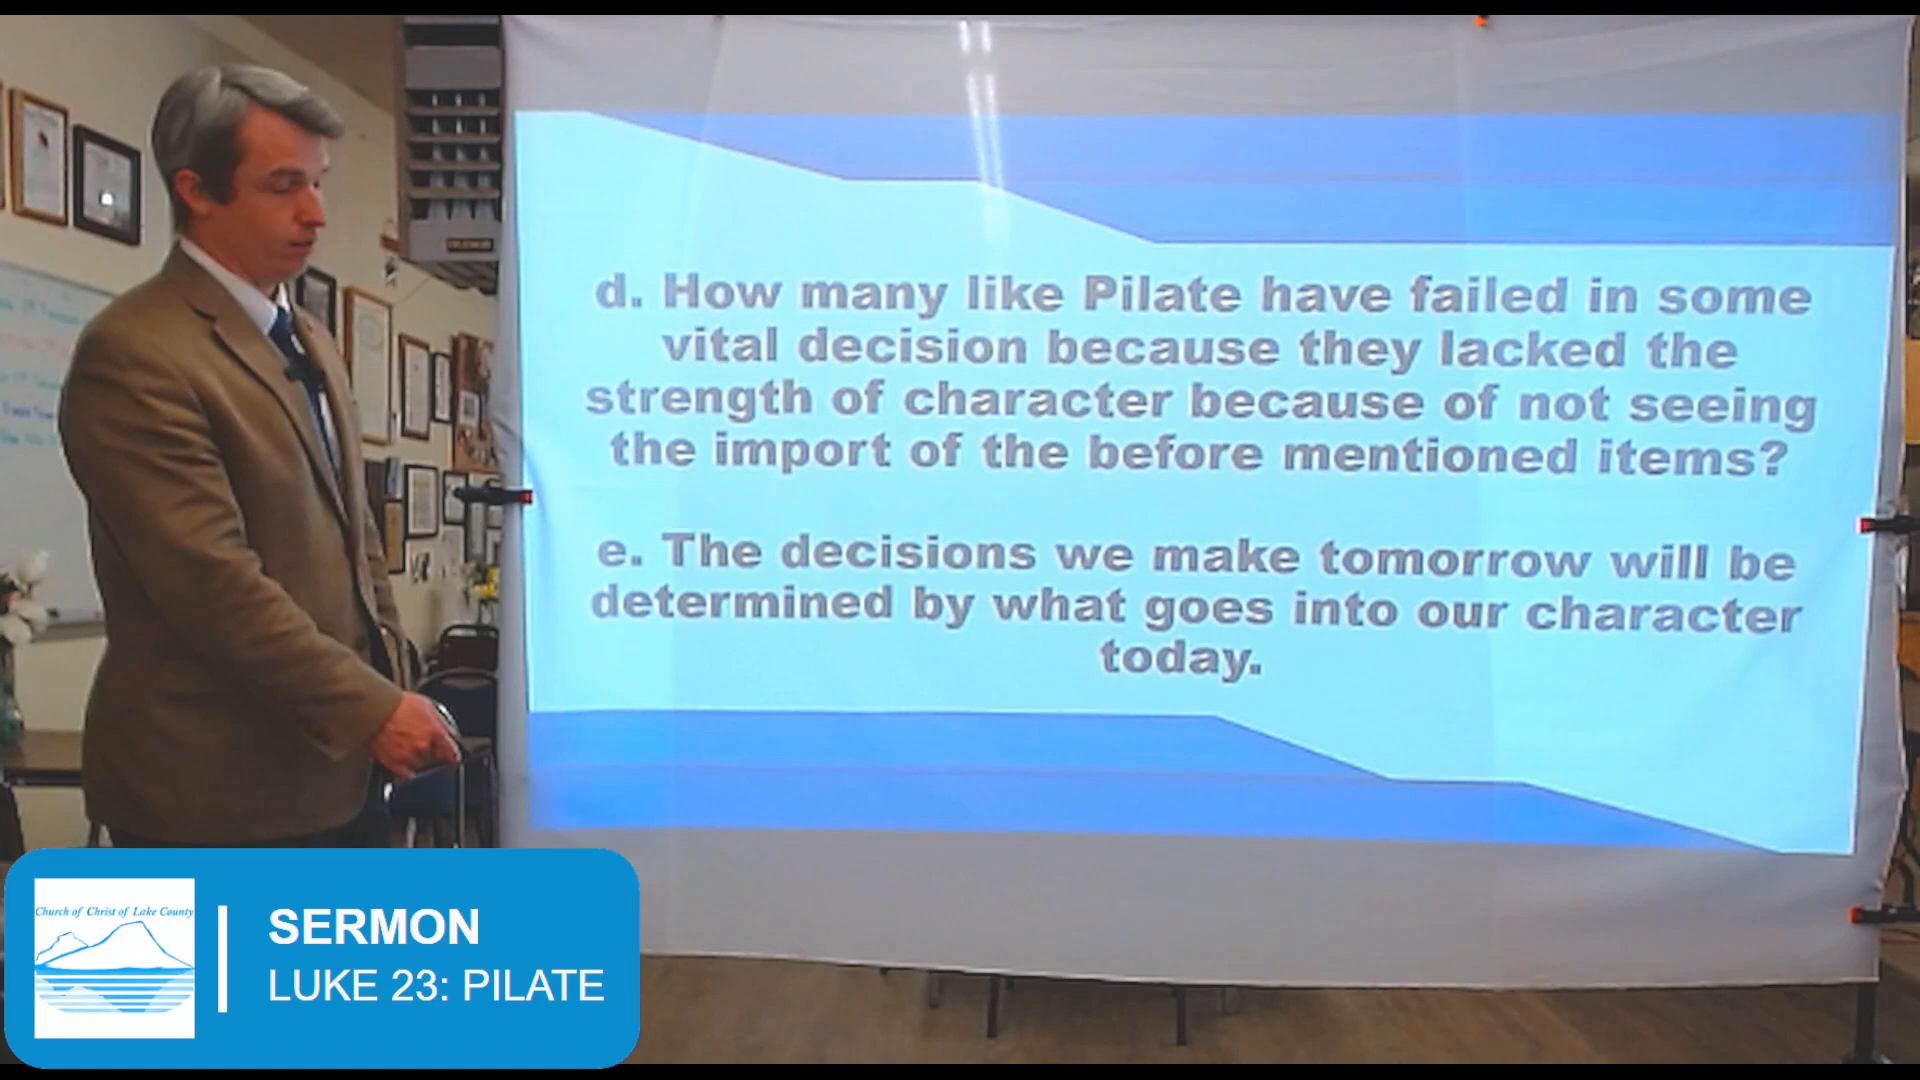 d. How many like Pilate have failed in some
vital decision because they lacked the
strength of character because of not seeing
the import of the before mentioned items?
e. The decisions we make tomorrow will be
determined by what goes into our character
today.
Church of Christ of Lake County
SERMON
LUKE 23: PILATE